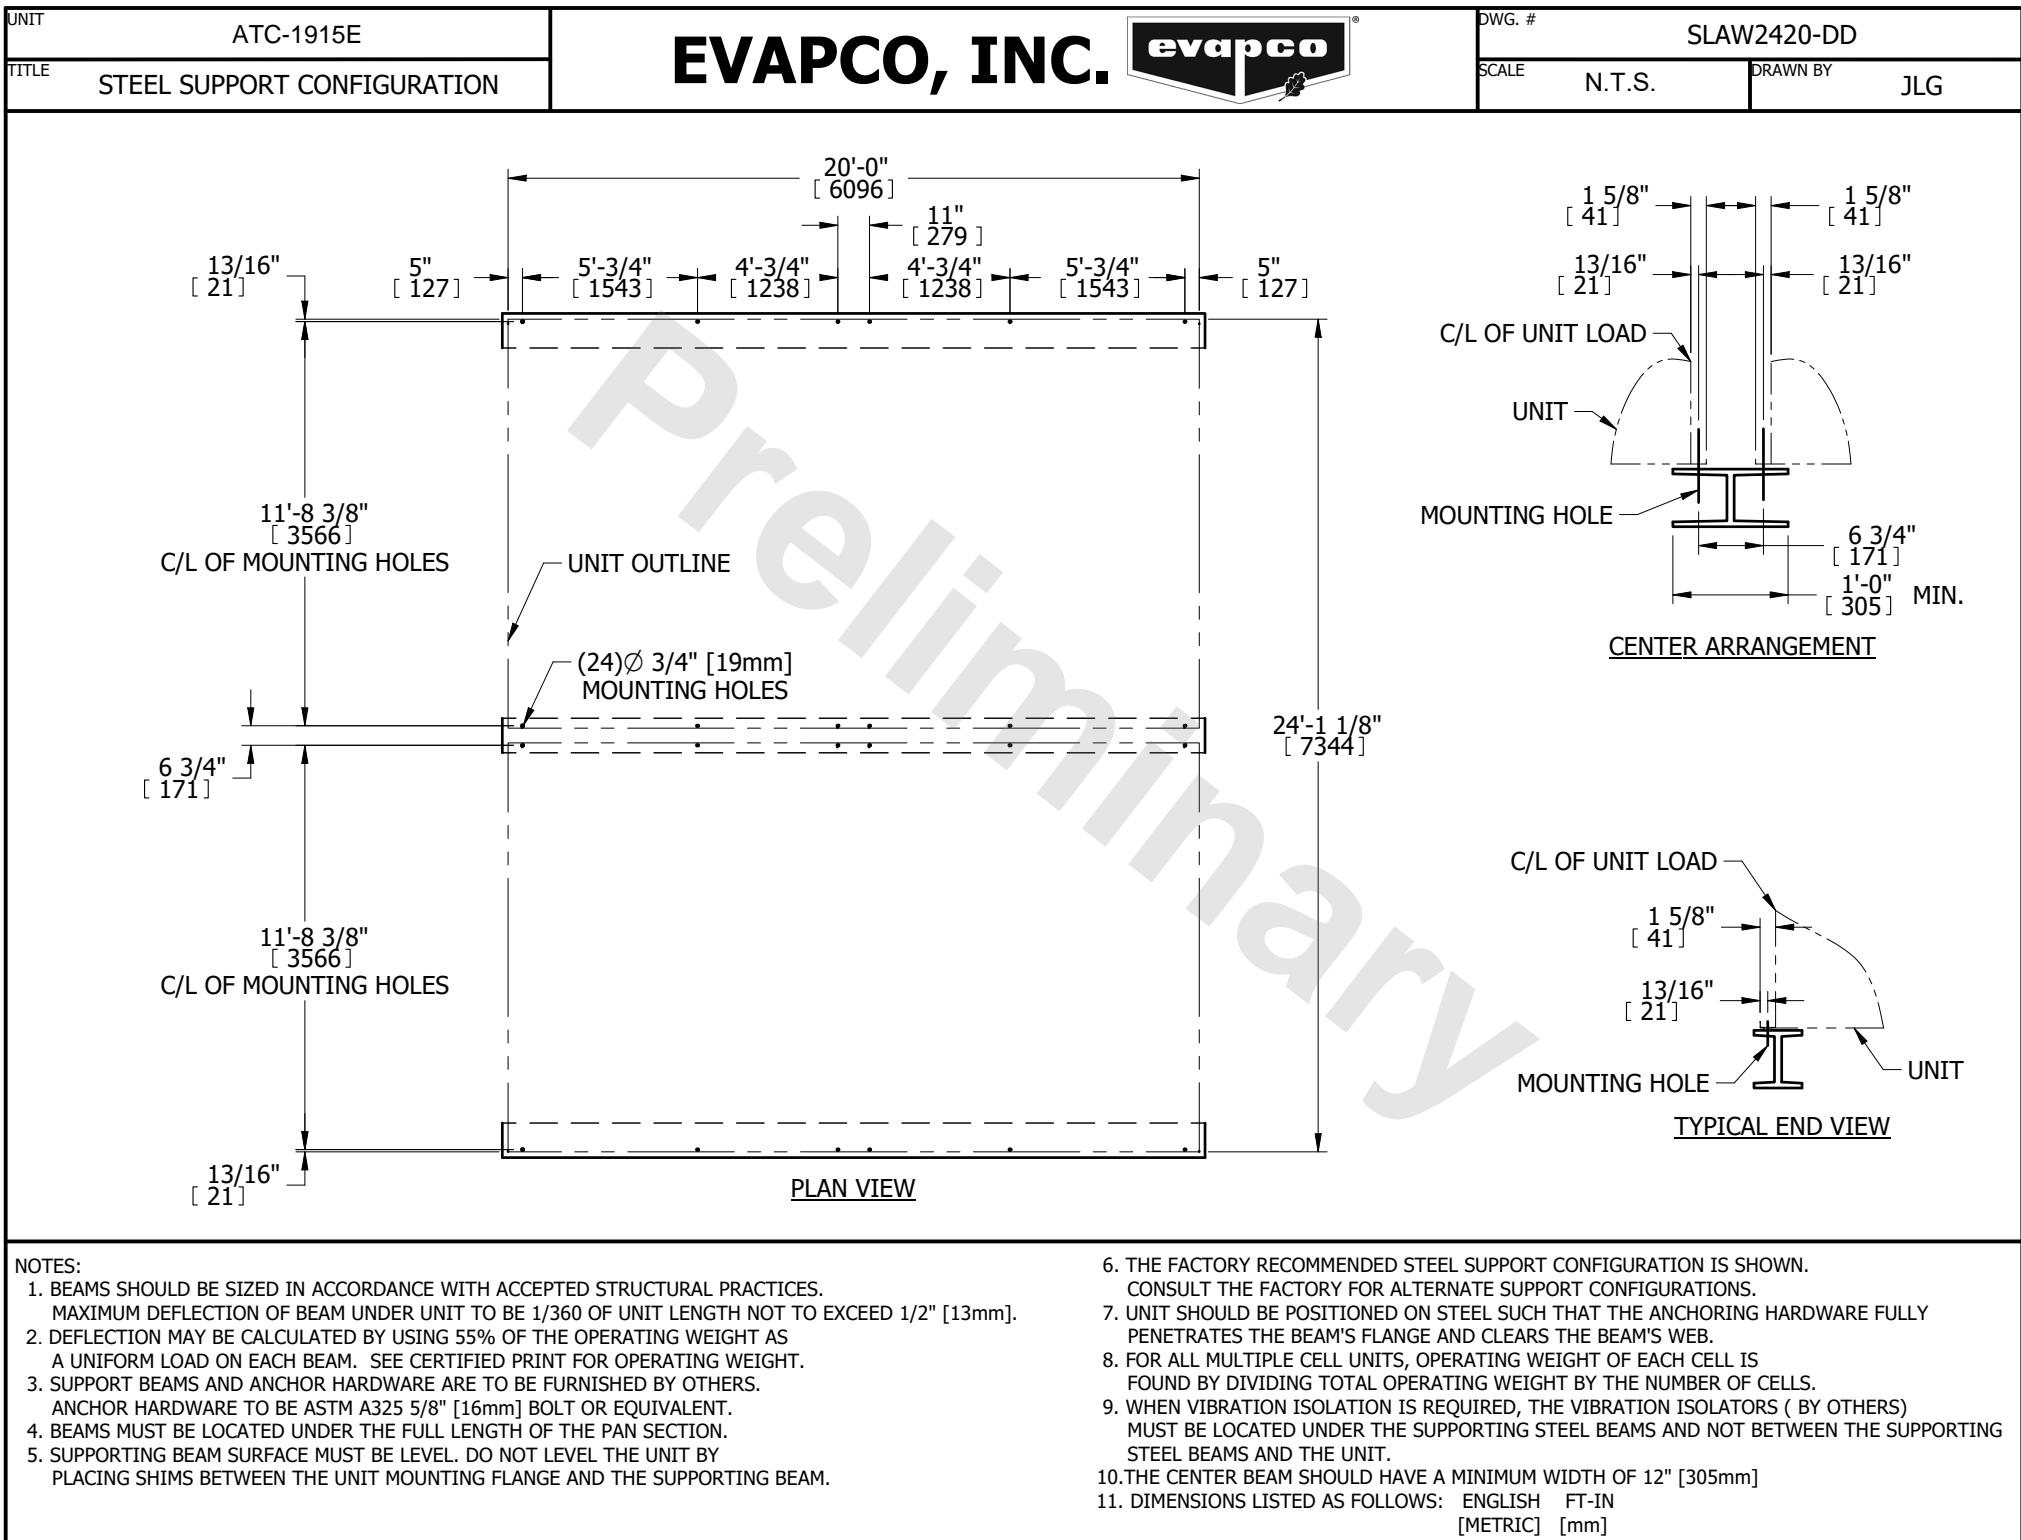 UNIT
ATC-1915E
TITLE
STEEL SUPPORT CONFIGURATION
EVAPCO, INC.
evapco
®
DWG. #
SLAW2420-DD
SCALE
N.T.S.
DRAWN BY
JLG
20'-0"
[ 6096 ]
11"
[ 279 ]
13/16"
[ 21 ]
5"
[ 127 ]
5'-3/4"
[ 1543 ]
4'-3/4"
[ 1238 ]
4'-3/4"
[ 1238 ]
5'-3/4"
[ 1543 ]
5"
[ 127 ]
11'-8 3/8"
[ 3566 ]
C/L OF MOUNTING HOLES
UNIT OUTLINE
(24)∅ 3/4" [19mm]
MOUNTING HOLES
6 3/4"
[ 171 ]
24'-1 1/8"
[ 7344 ]
11'-8 3/8"
[ 3566 ]
C/L OF MOUNTING HOLES
13/16"
[ 21 ]
PLAN VIEW
Preliminary
1 5/8"
[ 41 ]
1 5/8"
[ 41 ]
13/16"
[ 21 ]
13/16"
[ 21 ]
C/L OF UNIT LOAD
UNIT
MOUNTING HOLE
6 3/4"
[ 171 ]
1'-0"
[ 305 ]
MIN.
CENTER ARRANGEMENT
C/L OF UNIT LOAD
1 5/8"
[ 41 ]
13/16"
[ 21 ]
MOUNTING HOLE
UNIT
TYPICAL END VIEW
NOTES:
1. BEAMS SHOULD BE SIZED IN ACCORDANCE WITH ACCEPTED STRUCTURAL PRACTICES.
MAXIMUM DEFLECTION OF BEAM UNDER UNIT TO BE 1/360 OF UNIT LENGTH NOT TO EXCEED 1/2" [13mm].
2. DEFLECTION MAY BE CALCULATED BY USING 55% OF THE OPERATING WEIGHT AS
A UNIFORM LOAD ON EACH BEAM. SEE CERTIFIED PRINT FOR OPERATING WEIGHT.
3. SUPPORT BEAMS AND ANCHOR HARDWARE ARE TO BE FURNISHED BY OTHERS.
ANCHOR HARDWARE TO BE ASTM A325 5/8" [16mm] BOLT OR EQUIVALENT.
4. BEAMS MUST BE LOCATED UNDER THE FULL LENGTH OF THE PAN SECTION.
5. SUPPORTING BEAM SURFACE MUST BE LEVEL. DO NOT LEVEL THE UNIT BY
PLACING SHIMS BETWEEN THE UNIT MOUNTING FLANGE AND THE SUPPORTING BEAM.
6. THE FACTORY RECOMMENDED STEEL SUPPORT CONFIGURATION IS SHOWN.
CONSULT THE FACTORY FOR ALTERNATE SUPPORT CONFIGURATIONS.
7. UNIT SHOULD BE POSITIONED ON STEEL SUCH THAT THE ANCHORING HARDWARE FULLY
PENETRATES THE BEAM'S FLANGE AND CLEARS THE BEAM'S WEB.
8. FOR ALL MULTIPLE CELL UNITS, OPERATING WEIGHT OF EACH CELL IS
FOUND BY DIVIDING TOTAL OPERATING WEIGHT BY THE NUMBER OF CELLS.
9. WHEN VIBRATION ISOLATION IS REQUIRED, THE VIBRATION ISOLATORS ( BY OTHERS)
MUST BE LOCATED UNDER THE SUPPORTING STEEL BEAMS AND NOT BETWEEN THE SUPPORTING
STEEL BEAMS AND THE UNIT.
10.THE CENTER BEAM SHOULD HAVE A MINIMUM WIDTH OF 12" [305mm]
11. DIMENSIONS LISTED AS FOLLOWS: ENGLISH FT-IN
[METRIC] [mm]